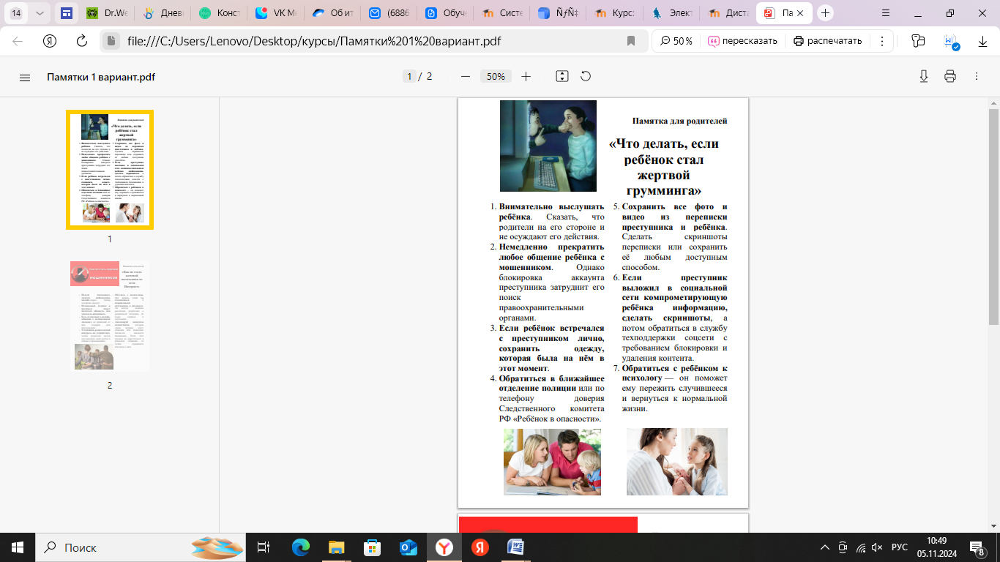 14
Dr.We
Дневі
Конст
VK Ме
Об ит
(6886
Обуче
Систе
ÑƒÑ‡
Курс:
Элект
Диста
Па
file:///C:/Users/Lenovo/Desktop/курсы/Памятки%201%20вариант.pdf
50%
пересказать
распечатать
Памятки 1 вариант.pdf
1 / 2
50%
1
2
Памятка для родителей
«Что делать, если
ребёнок стал
жертвой
грумминга»
1. Внимательно выслушать
ребёнка. Сказать, что
родители на его стороне и
не осуждают его действия.
2. Немедленно прекратить
любое общение ребёнка с
мошенником. Однако
блокировка аккаунта
преступника затруднит его
поиск
правоохранительными
органами.
3. Если ребёнок встречался
с преступником лично,
сохранить одежду,
которая была на нём в
этот момент.
4. Обратиться в ближайшее
отделение полиции или по
телефону доверия
Следственного комитета
РФ «Ребёнок в опасности».
5. Сохранить все фото и
видео из переписки
преступника и ребёнка.
Сделать скриншоты
переписки или сохранить
её любым доступным
способом.
6. Если преступник
выложил в социальной
сети компрометирующую
ребёнка информацию,
сделать скриншоты, а
потом обратиться в службу
техподдержки соцсети с
требованием блокировки и
удаления контента.
7. Обратиться с ребёнком к
психологу — он поможет
ему пережить случившееся
и вернуться к нормальной
жизни.
Поиск
РУС
10:49
05.11.2024
8